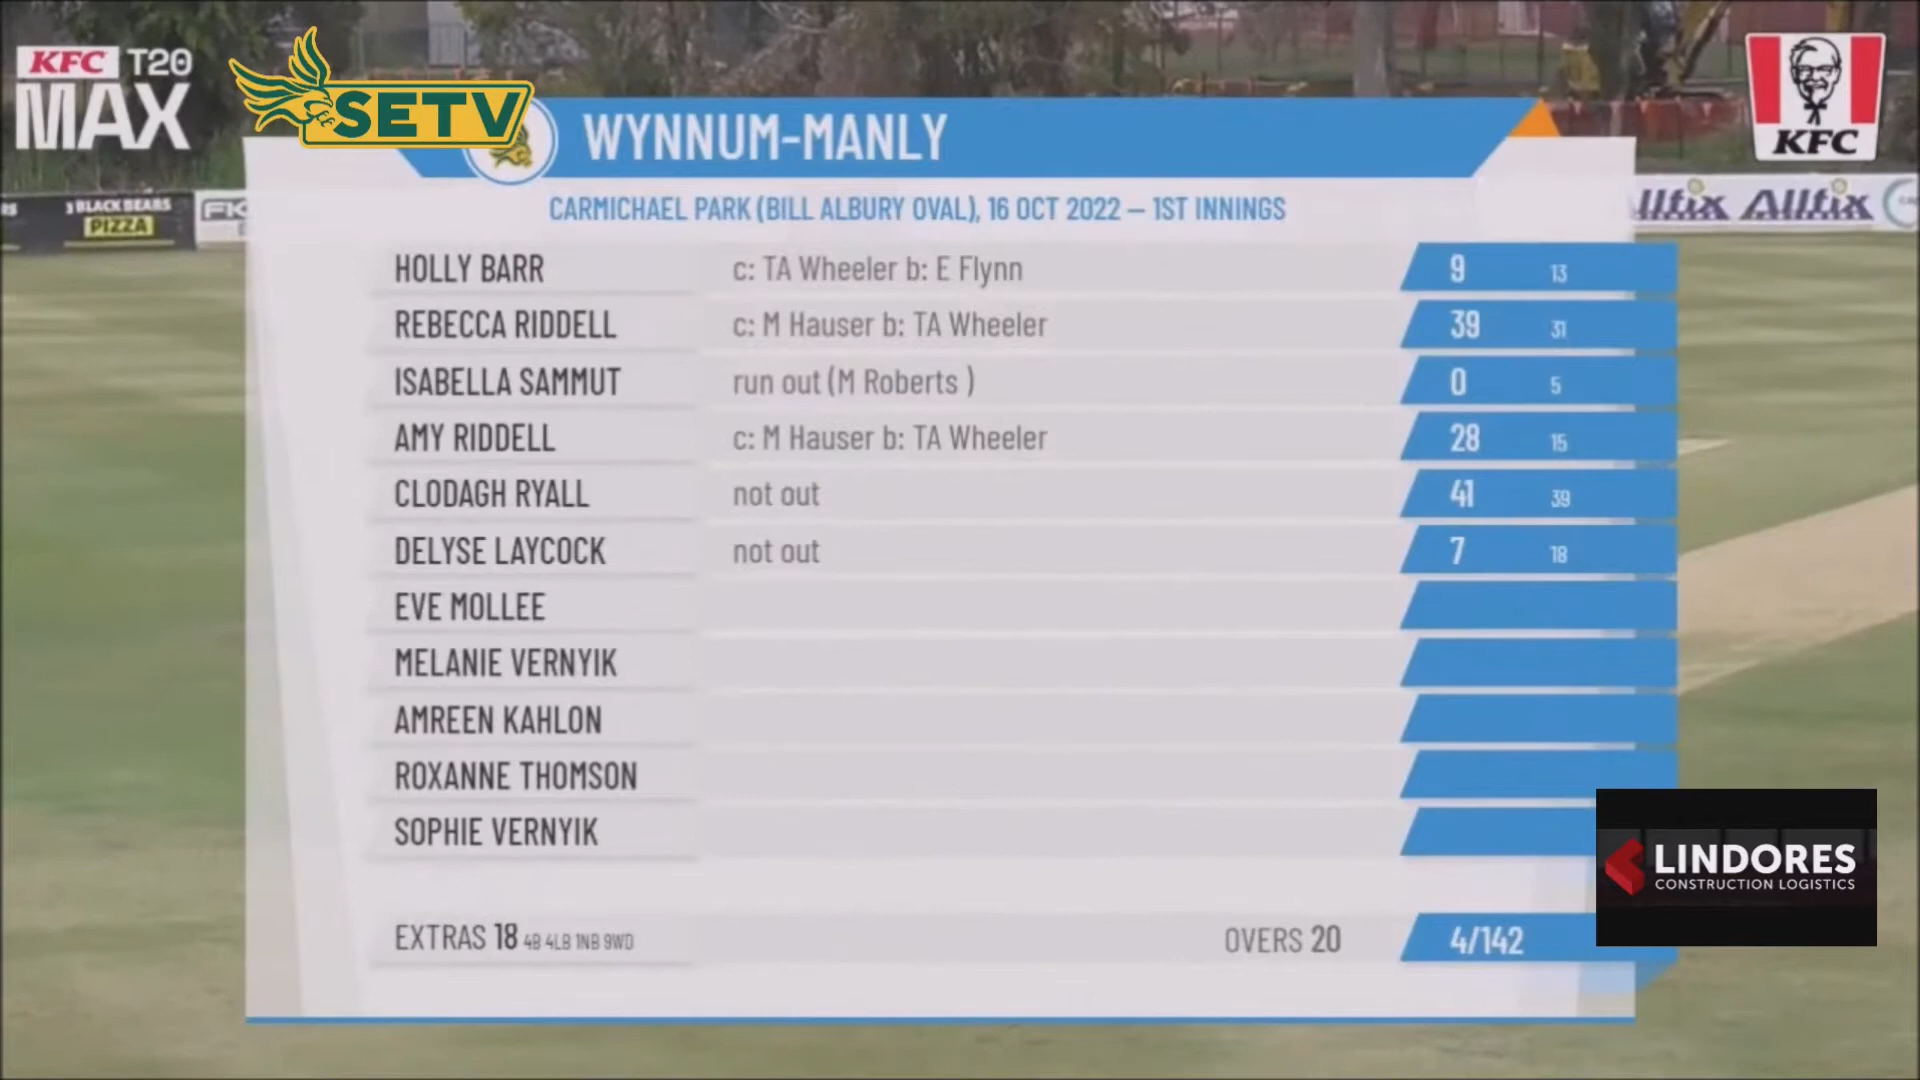 KFC T20
MAX
SETV
WYNNUM-MANLY
KFC
CARMICHAEL PARK (BILL ALBURY OVAL), 16 OCT 2022 – 1ST INNINGS
BLACK BEARS
PIZZA
Allfix
HOLLY BARR c: TA Wheeler b: E Flynn 9 13
REBECCA RIDDELL c: M Hauser b: TA Wheeler 39 31
ISABELLA SAMMUT run out (M Roberts ) 0 5
AMY RIDDELL c: M Hauser b: TA Wheeler 28 15
CLODAGH RYALL not out 41 39
DELYSE LAYCOCK not out 7 18
EVE MOLLEE
MELANIE VERNYIK
AMREEN KAHLON
ROXANNE THOMSON
SOPHIE VERNYIK
LINDORES
CONSTRUCTION LOGISTICS
EXTRAS 18 4B 4LB 1NB 9WD OVERS 20 4/142